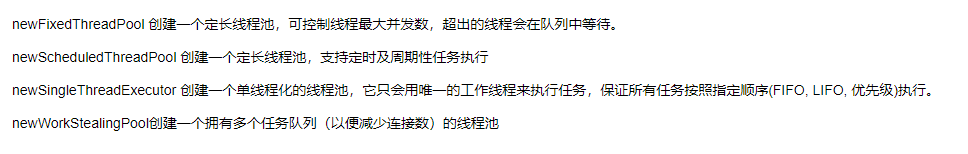 newFixedThreadPool 创建一个定长线程池，可控制线程最大并发数，超出的线程会在队列中等待。
newScheduledThreadPool 创建一个定长线程池，支持定时及周期性任务执行
newSingleThreadExecutor 创建一个单线程化的线程池，它只会用唯一的工作线程来执行任务，保证所有任务按照指定顺序(FIFO, LIFO, 优先级)执行。
newWorkStealingPool创建一个拥有多个任务队列（以便减少连接数）的线程池